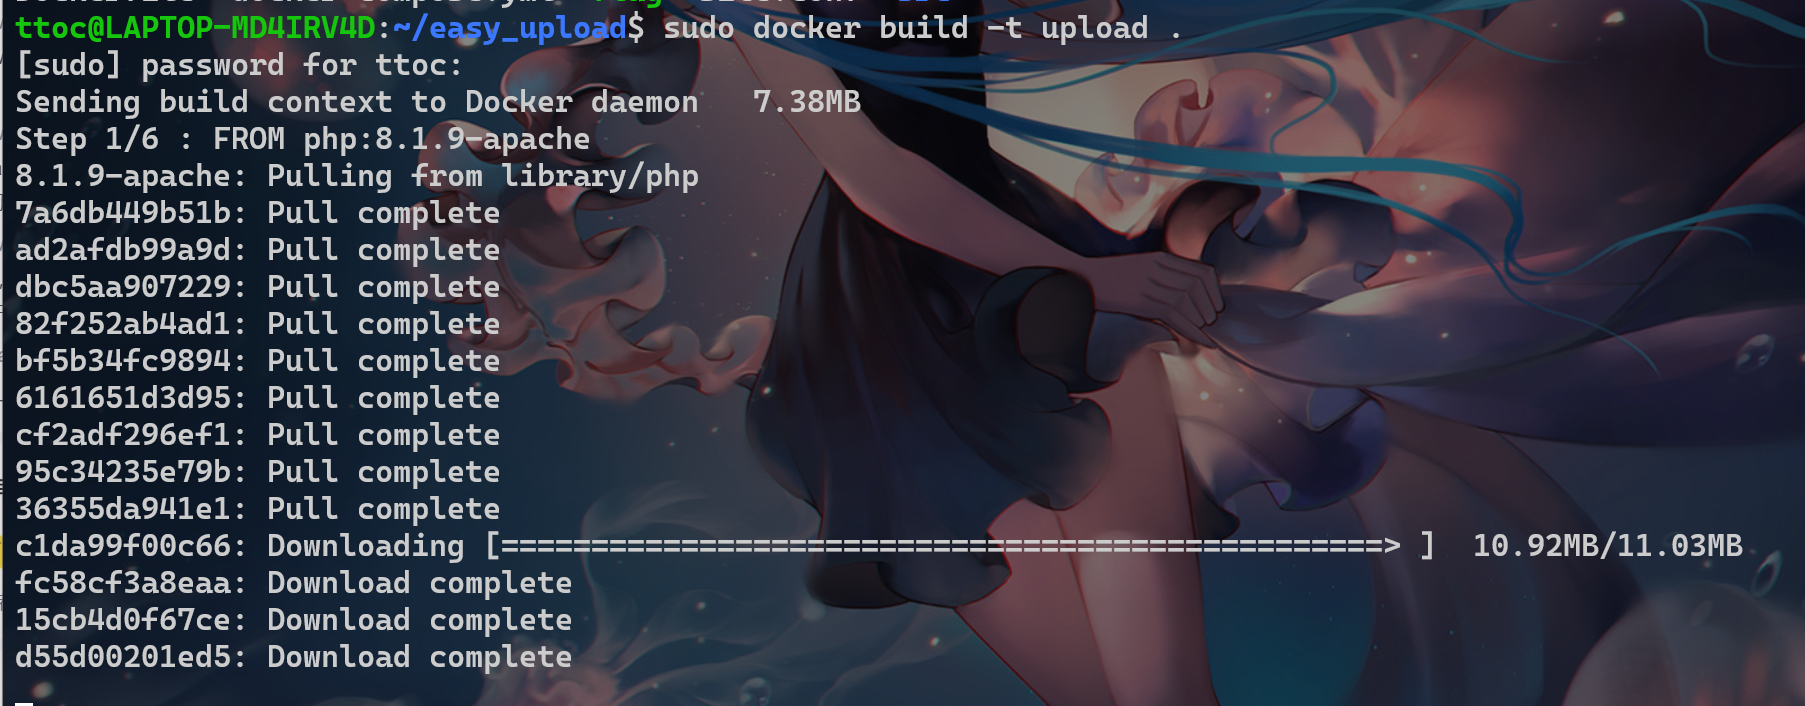 ttoc@LAPTOP-MD4IRV4D:~/easy_upload$ sudo docker build -t upload .
[sudo] password for ttoc:
Sending build context to Docker daemon   7.38MB
Step 1/6 : FROM php:8.1.9-apache
8.1.9-apache: Pulling from library/php
7a6db449b51b: Pull complete
ad2afdb99a9d: Pull complete
dbc5aa907229: Pull complete
82f252ab4ad1: Pull complete
bf5b34fc9894: Pull complete
6161651d3d95: Pull complete
cf2adf296ef1: Pull complete
95c34235e79b: Pull complete
36355da941e1: Pull complete
c1da99f00c66: Downloading [=================================================> ]  10.92MB/11.03MB
fc58cf3a8eaa: Download complete
15cb4d0f67ce: Download complete
d55d00201ed5: Download complete